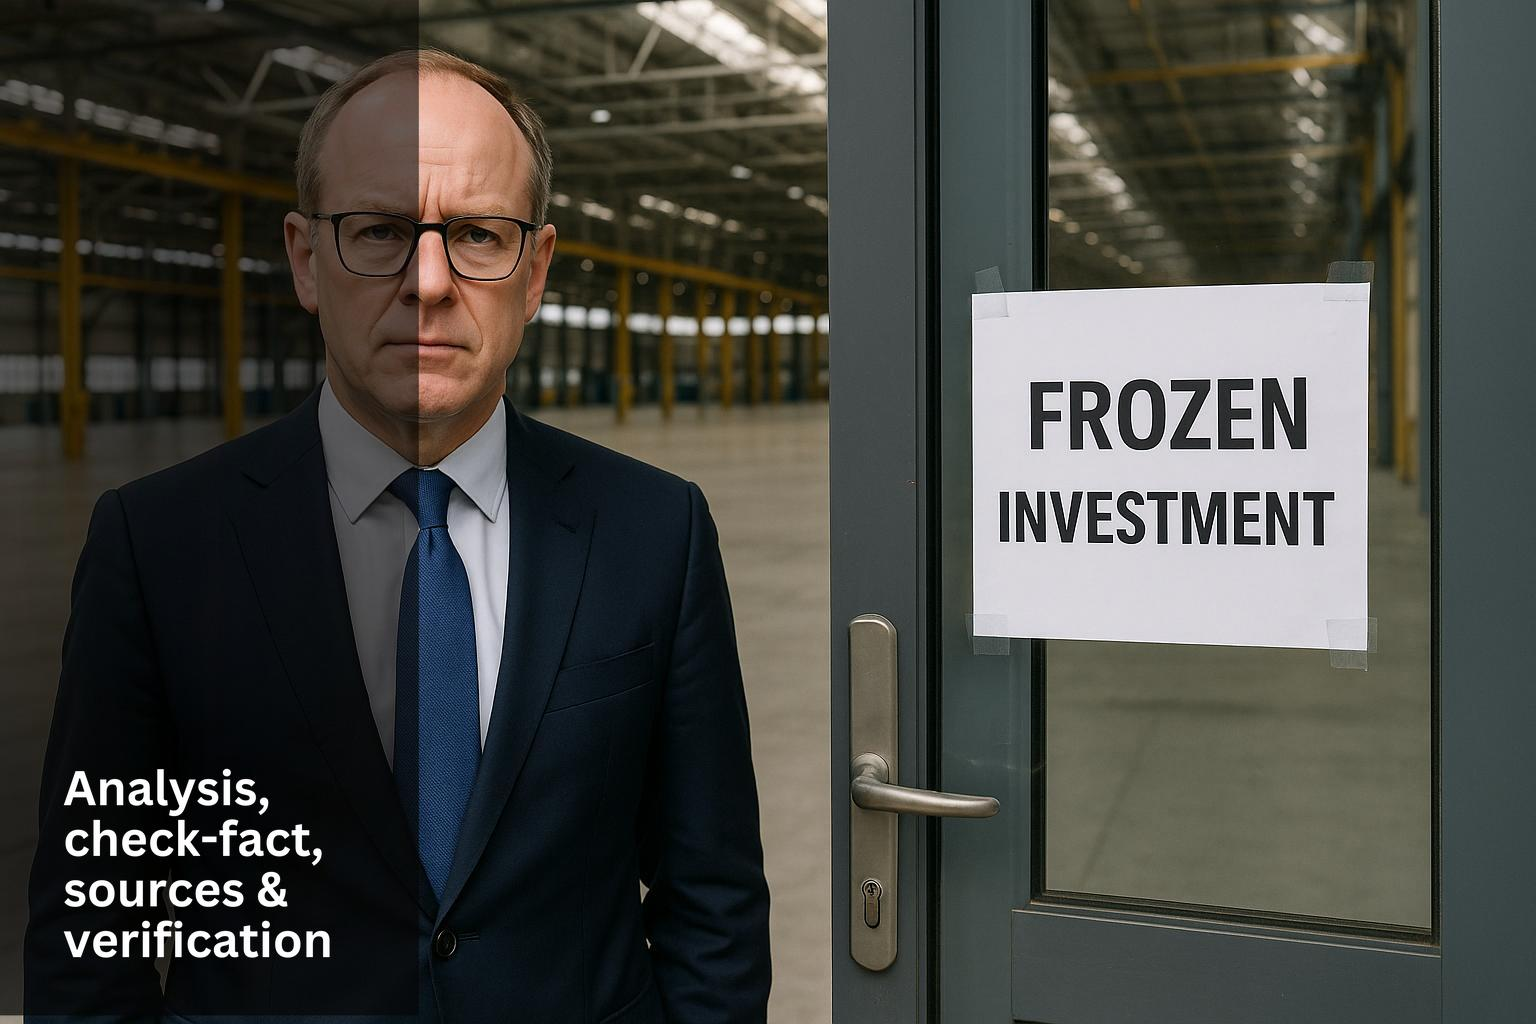 Analysis,
check-fact,
sources &
verification
FROZEN
INVESTMENT